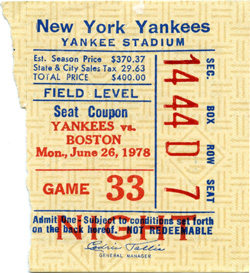 New York Yankees
YANKEE STADIUM
Est. Season Price $370.37
State & City Sales Tax 29.63
TOTAL PRICE $400.00
FIELD LEVEL
Seat Coupon
YANKEES vs.
BOSTON
Mon., June 26, 1978
GAME 33
Admit One - Subject to conditions set forth
on the back hereof. NOT REDEEMABLE
NIGHT
GENERAL MANAGER
SEC. 14
BOX 44
ROW D
SEAT 7